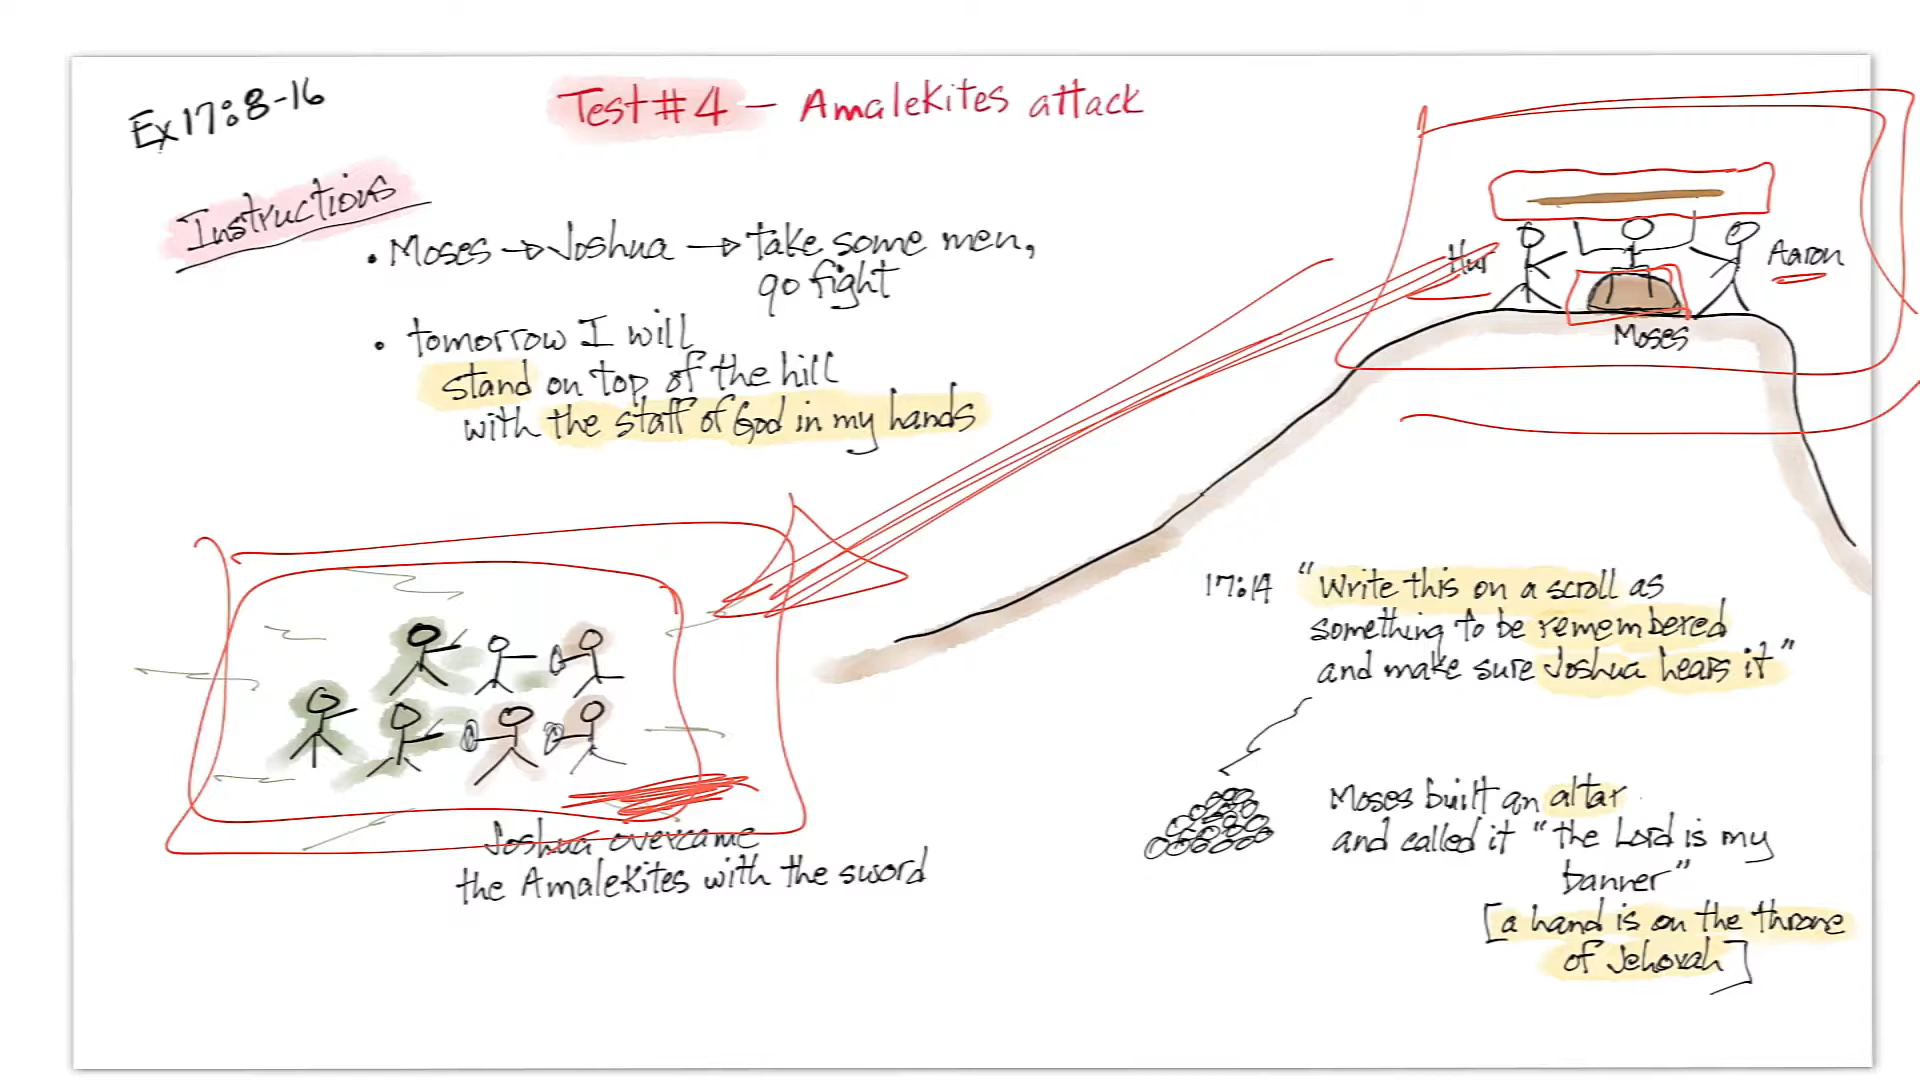 Ex 17:8-16
Test #4 - Amalekites attack
Instructions
• Moses → Joshua → take some men,
go fight
• tomorrow I will
stand on top of the hill
with the staff of God in my hands
Hur
Aaron
Moses
17:14 "Write this on a scroll as
something to be remembered
and make sure Joshua hears it"
Joshua overcame
the Amalekites with the sword
Moses built an altar
and called it "the Lord is my
banner"
[a hand is on the throne
of Jehovah]